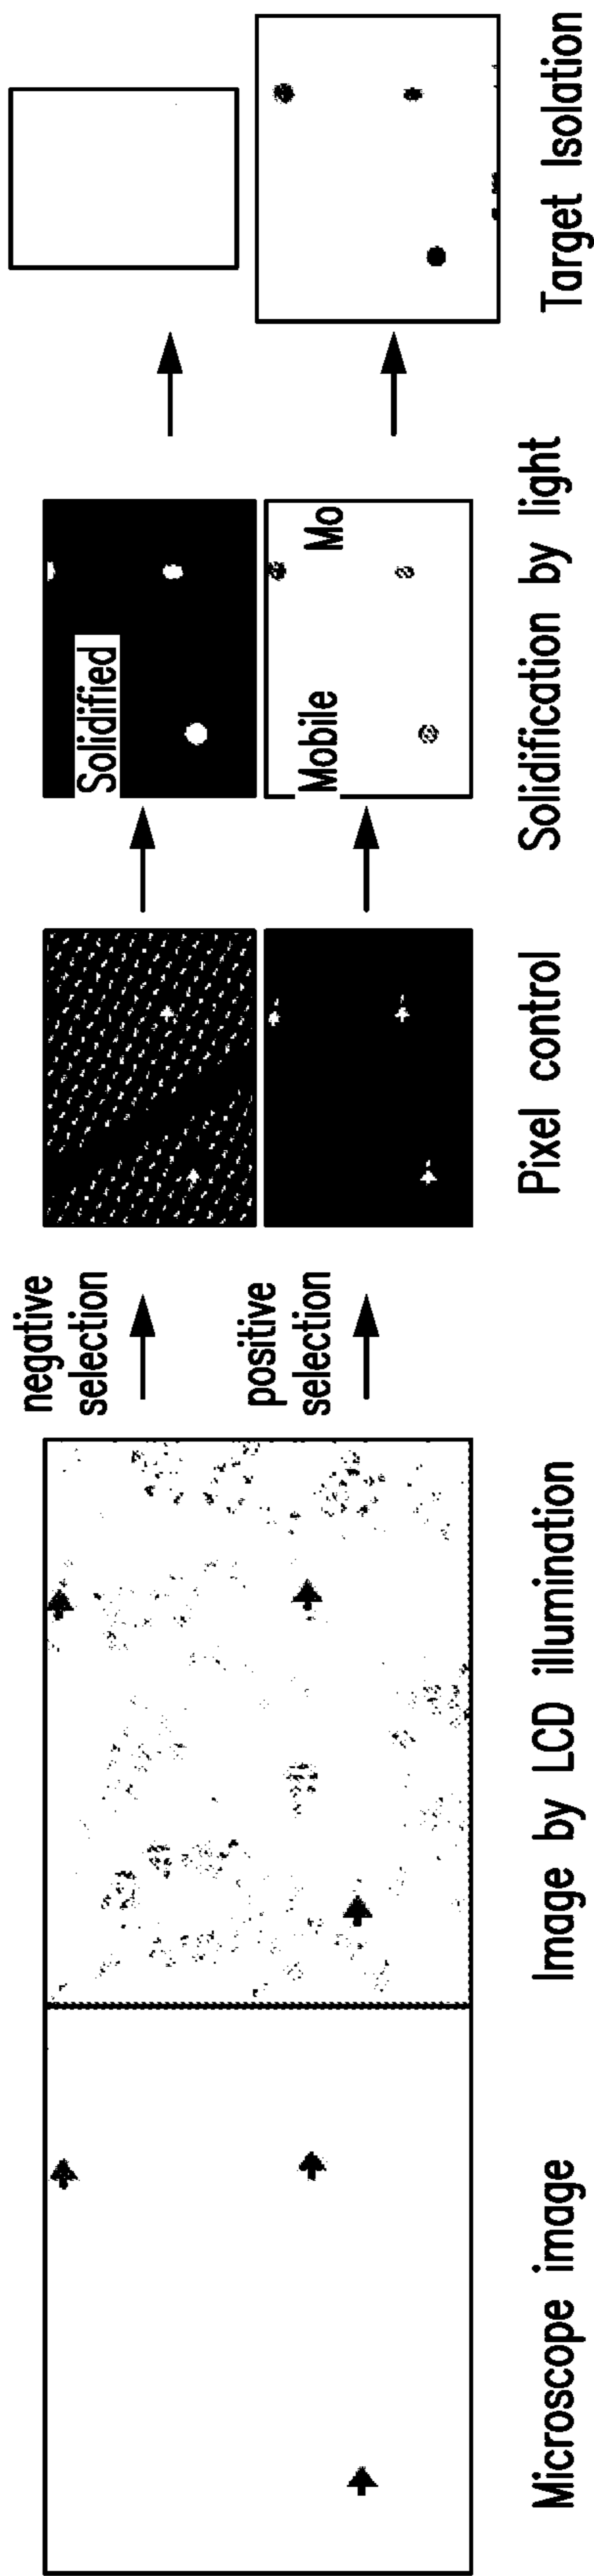 negative
selection
positive
selection
Solidified
Mobile
Mo
Microscope image
Image by LCD illumination
Pixel control
Solidification by light
Target Isolation